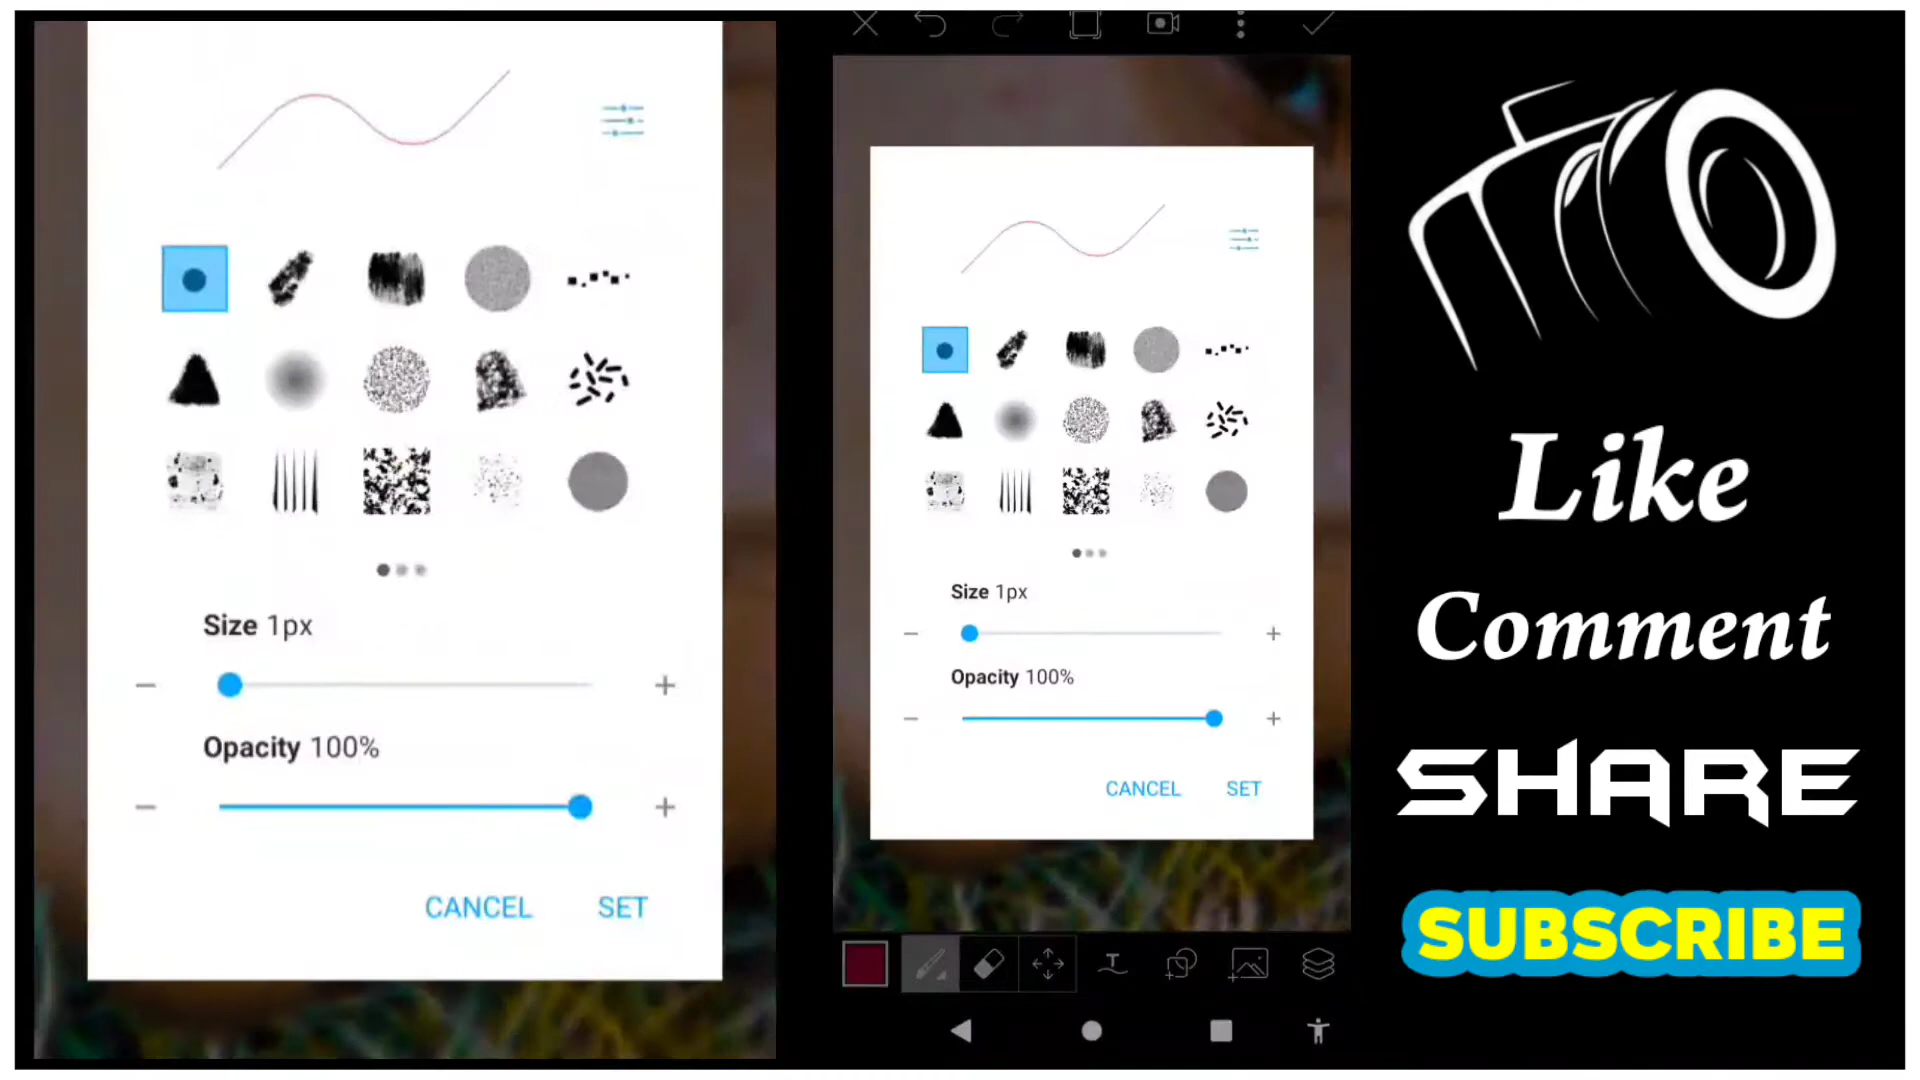 Size 1px
Opacity 100%
CANCEL SET
Size 1px
Opacity 100%
CANCEL SET
T
Like
Comment
SHARE
SUBSCRIBE